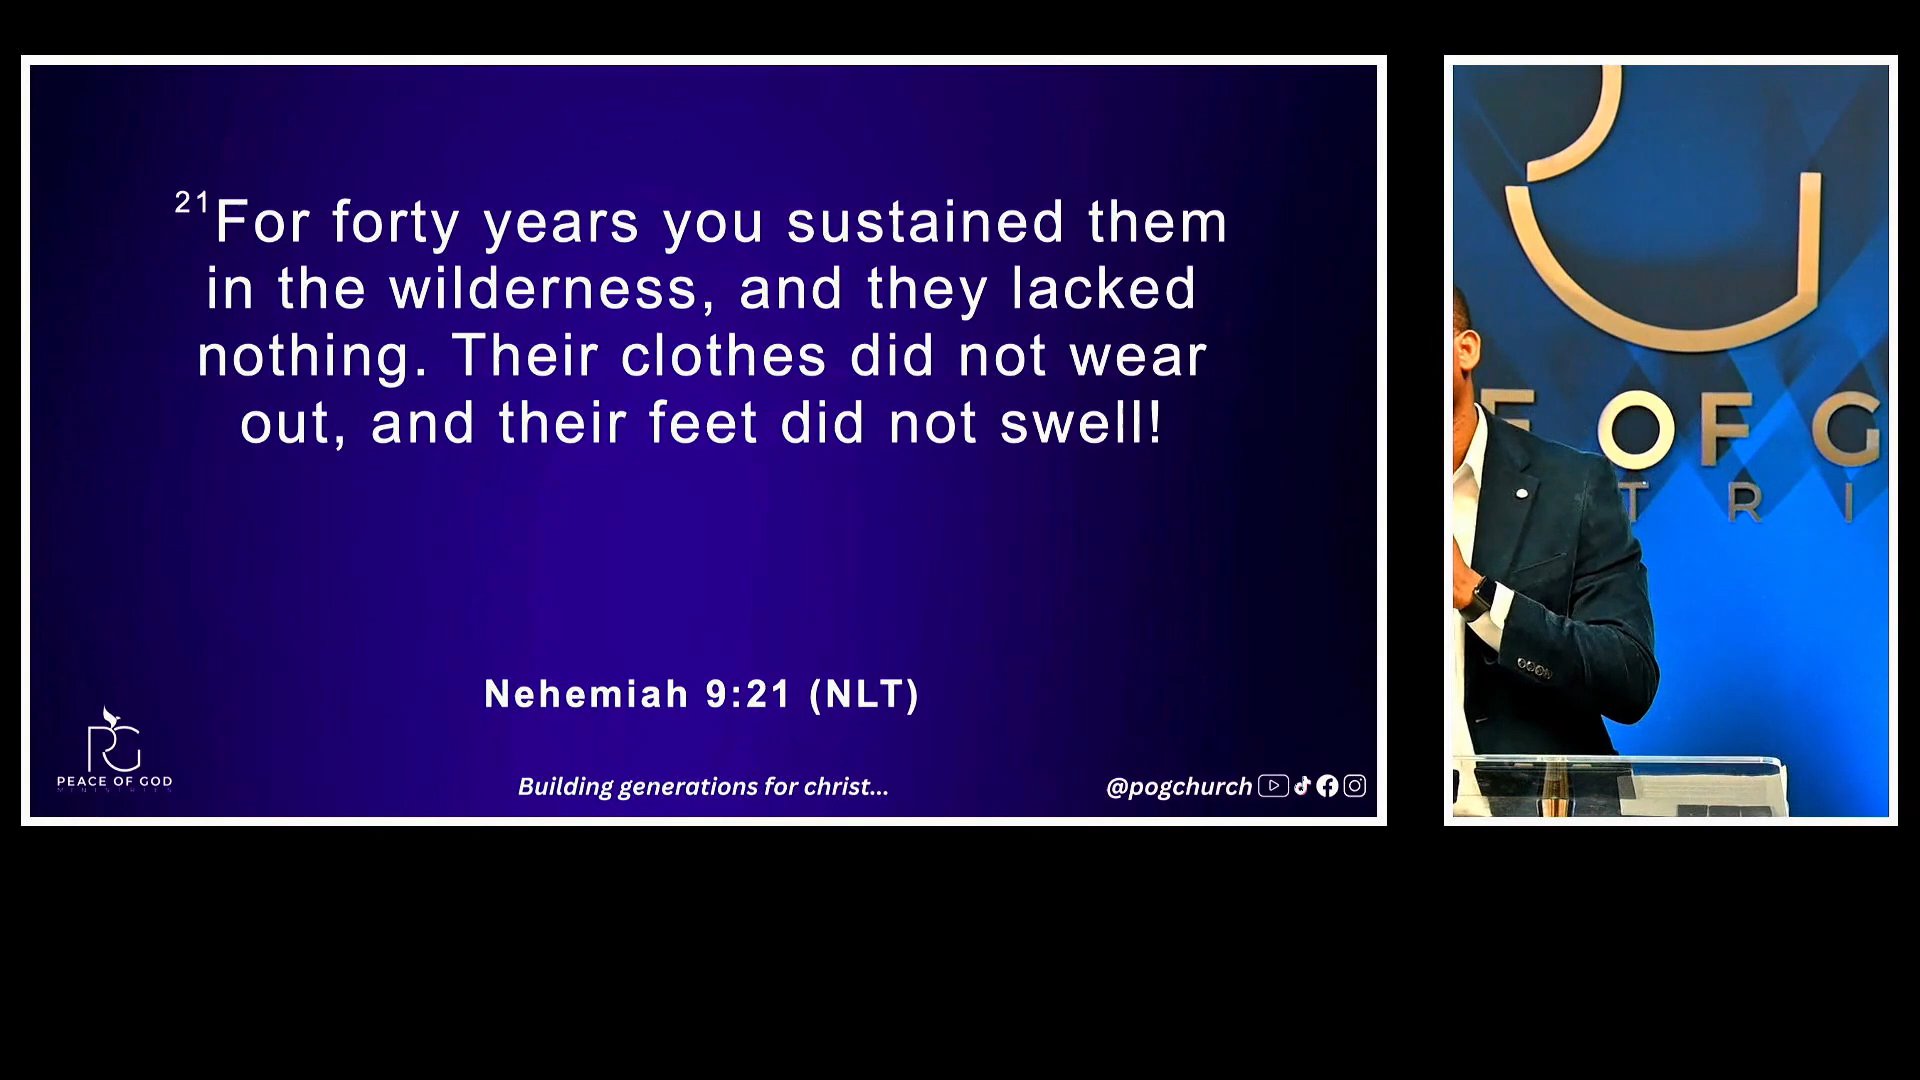 21For forty years you sustained them
in the wilderness, and they lacked
nothing. Their clothes did not wear
out, and their feet did not swell!
Nehemiah 9:21 (NLT)
PG
PEACE OF GOD
MINISTRIES
Building generations for christ...
@pogchurch
E OF G
T R I